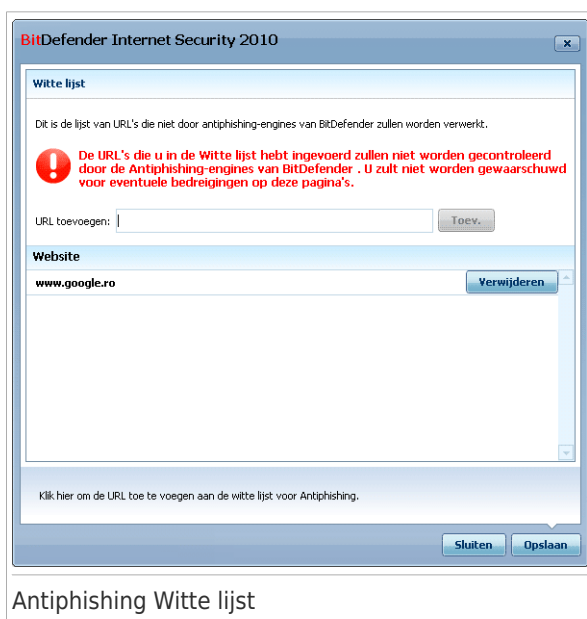 BitDefender Internet Security 2010
x
Witte lijst
Dit is de lijst van URL's die niet door antiphishing-engines van BitDefender zullen worden verwerkt.
De URL's die u in de Witte lijst hebt ingevoerd zullen niet worden gecontroleerd
door de Antiphishing-engines van BitDefender . U zult niet worden gewaarschuwd
voor eventuele bedreigingen op deze pagina's.
URL toevoegen:
Toev.
Website
www.google.ro
Verwijderen
Klik hier om de URL toe te voegen aan de witte lijst voor Antiphishing.
Sluiten
Opslaan
Antiphishing Witte lijst